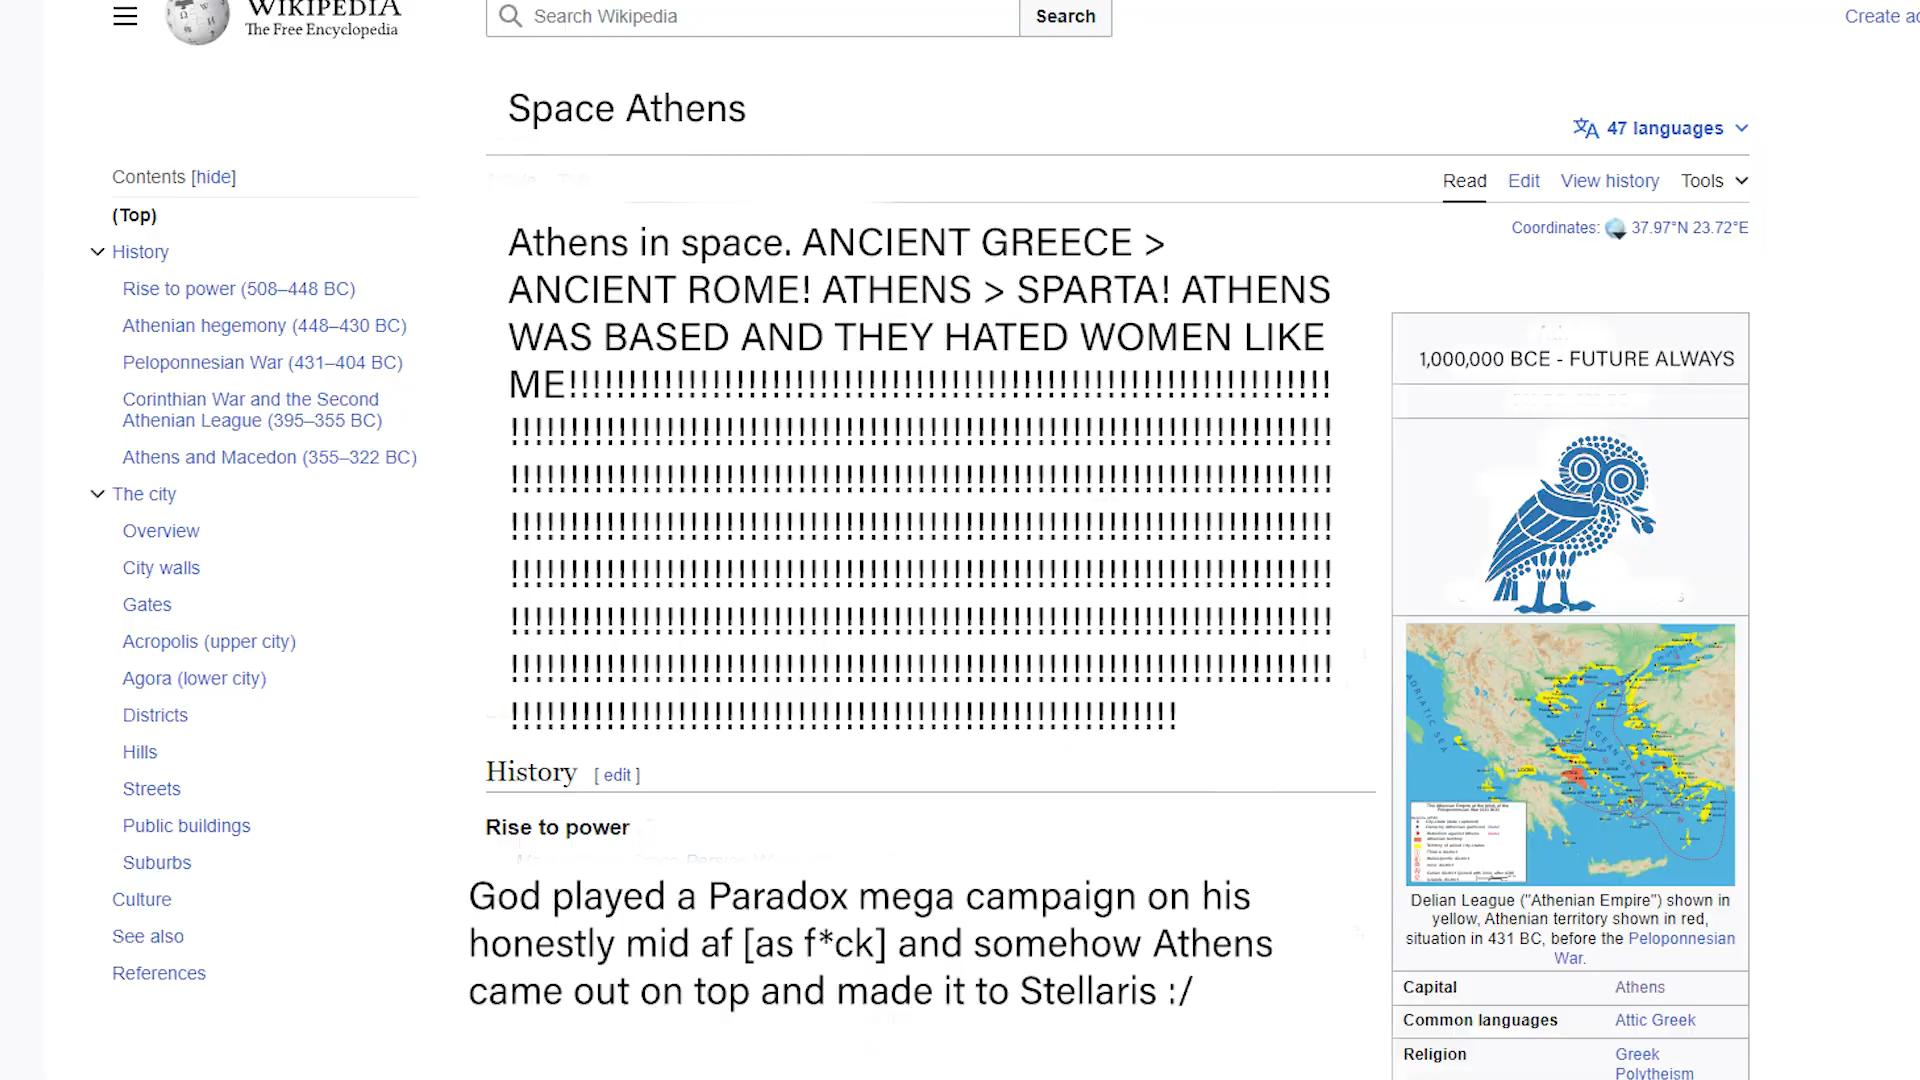 WIKIPEDIA
The Free Encyclopedia
Search Wikipedia
Search
Create ac
Space Athens
47 languages
Contents [hide]
(Top)
History
Rise to power (508–448 BC)
Athenian hegemony (448–430 BC)
Peloponnesian War (431–404 BC)
Corinthian War and the Second
Athenian League (395–355 BC)
Athens and Macedon (355–322 BC)
The city
Overview
City walls
Gates
Acropolis (upper city)
Agora (lower city)
Districts
Hills
Streets
Public buildings
Suburbs
Culture
See also
References
Read Edit View history Tools
Coordinates: 37.97°N 23.72°E
Athens in space. ANCIENT GREECE >
ANCIENT ROME! ATHENS > SPARTA! ATHENS
WAS BASED AND THEY HATED WOMEN LIKE
ME!!!!!!!!!!!!!!!!!!!!!!!!!!!!!!!!!!!!!!!!!!!!!!!!!!!!!!!!!!!!!!!!
!!!!!!!!!!!!!!!!!!!!!!!!!!!!!!!!!!!!!!!!!!!!!!!!!!!!!!!!!!!!!!!!!!!!!
!!!!!!!!!!!!!!!!!!!!!!!!!!!!!!!!!!!!!!!!!!!!!!!!!!!!!!!!!!!!!!!!!!!!!
!!!!!!!!!!!!!!!!!!!!!!!!!!!!!!!!!!!!!!!!!!!!!!!!!!!!!!!!!!!!!!!!!!!!!
!!!!!!!!!!!!!!!!!!!!!!!!!!!!!!!!!!!!!!!!!!!!!!!!!!!!!!!!!!!!!!!!!!!!!
!!!!!!!!!!!!!!!!!!!!!!!!!!!!!!!!!!!!!!!!!!!!!!!!!!!!!!!!!!!!!!!!!!!!!
!!!!!!!!!!!!!!!!!!!!!!!!!!!!!!!!!!!!!!!!!!!!!!!!!!!!!!!!!!!!!!!!!!!!!
!!!!!!!!!!!!!!!!!!!!!!!!!!!!!!!!!!!!!!!!!!!!!!!!!!!!!!!!
History [ edit ]
Rise to power
God played a Paradox mega campaign on his
honestly mid af [as f*ck] and somehow Athens
came out on top and made it to Stellaris :/
1,000,000 BCE - FUTURE ALWAYS
ADRIATIC SEA
AEGEAN SEA
Delian League ("Athenian Empire") shown in
yellow, Athenian territory shown in red,
situation in 431 BC, before the Peloponnesian
War.
Capital Athens
Common languages Attic Greek
Religion Greek
Polytheism